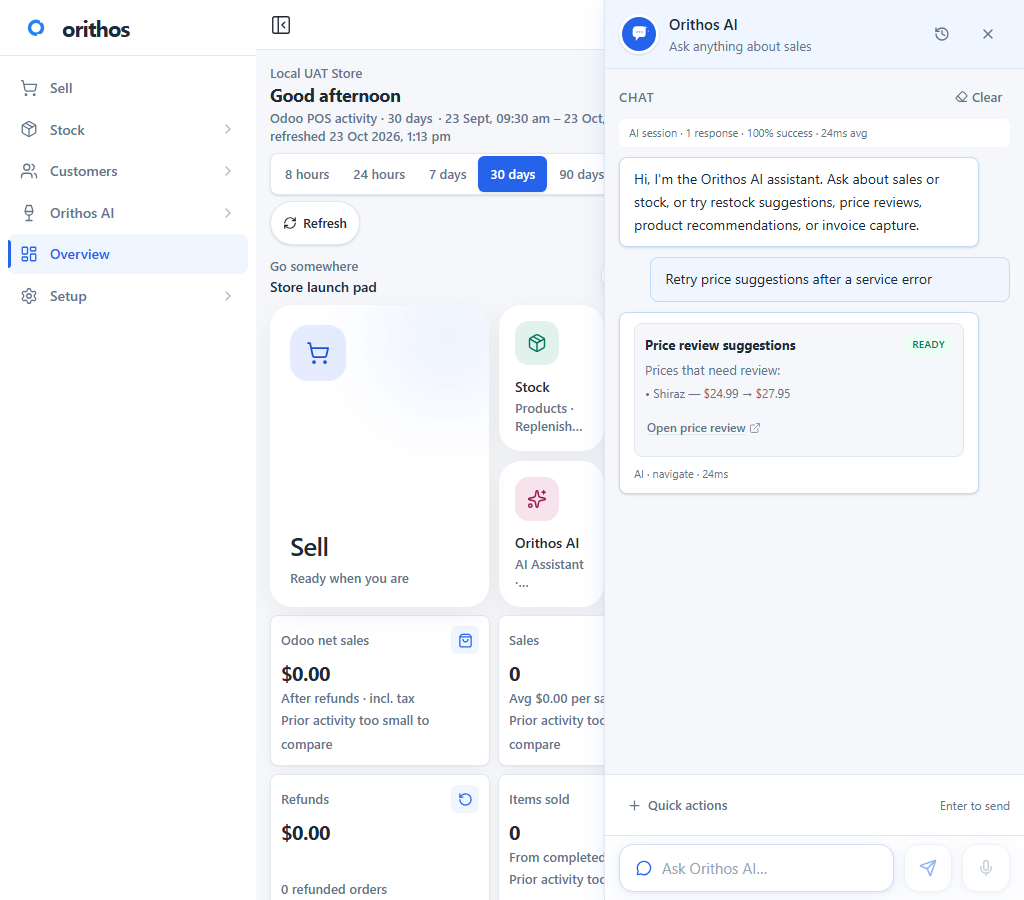 orithos
Sell
Stock
Customers
Orithos AI
Overview
Setup
Local UAT Store
Good afternoon
Odoo POS activity · 30 days · 23 Sept, 09:30 am – 23 Oct,
refreshed 23 Oct 2026, 1:13 pm
8 hours
24 hours
7 days
30 days
90 days
Refresh
Go somewhere
Store launch pad
Sell
Ready when you are
Stock
Products ·
Replenish...
Orithos AI
AI Assistant
·...
Odoo net sales
$0.00
After refunds · incl. tax
Prior activity too small to
compare
Sales
0
Avg $0.00 per sa
Prior activity too
compare
Refunds
$0.00
0 refunded orders
Items sold
0
From completed
Prior activity too
Orithos AI
Ask anything about sales
CHAT
Clear
AI session · 1 response · 100% success · 24ms avg
Hi, I'm the Orithos AI assistant. Ask about sales or
stock, or try restock suggestions, price reviews,
product recommendations, or invoice capture.
Retry price suggestions after a service error
Price review suggestions
READY
Prices that need review:
• Shiraz — $24.99 → $27.95
Open price review
AI · navigate · 24ms
+ Quick actions
Enter to send
Ask Orithos AI...